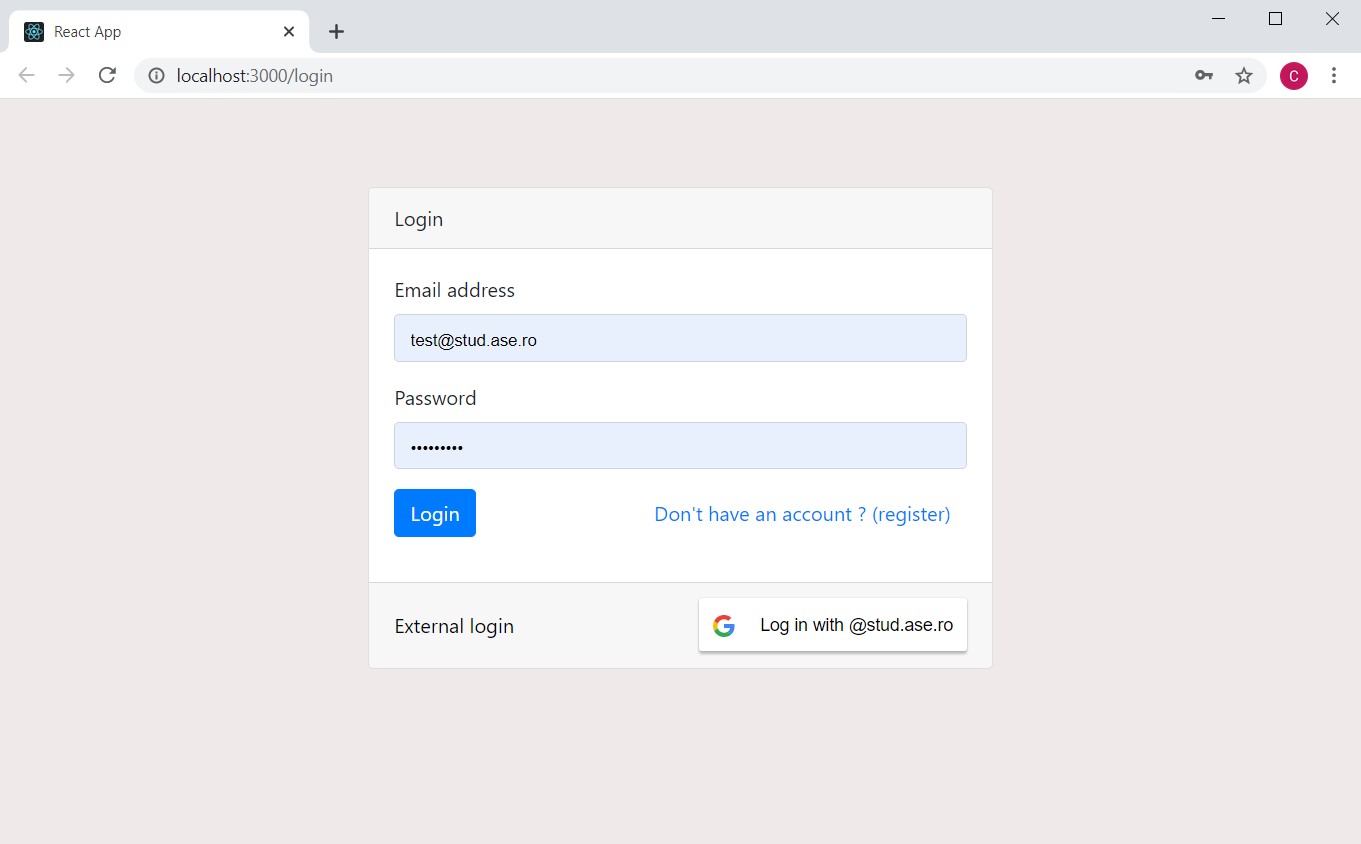 React App
localhost:3000/login
C
Login
Email address
test@stud.ase.ro
Password
•••••••••
Login
Don't have an account ? (register)
External login
Log in with @stud.ase.ro